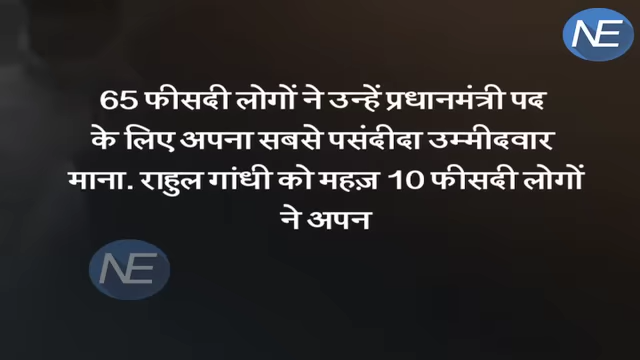 NE
65 फीसदी लोगों ने उन्हें प्रधानमंत्री पद
के लिए अपना सबसे पसंदीदा उम्मीदवार
माना. राहुल गांधी को महज़ 10 फीसदी लोगों
ने अपन
NE